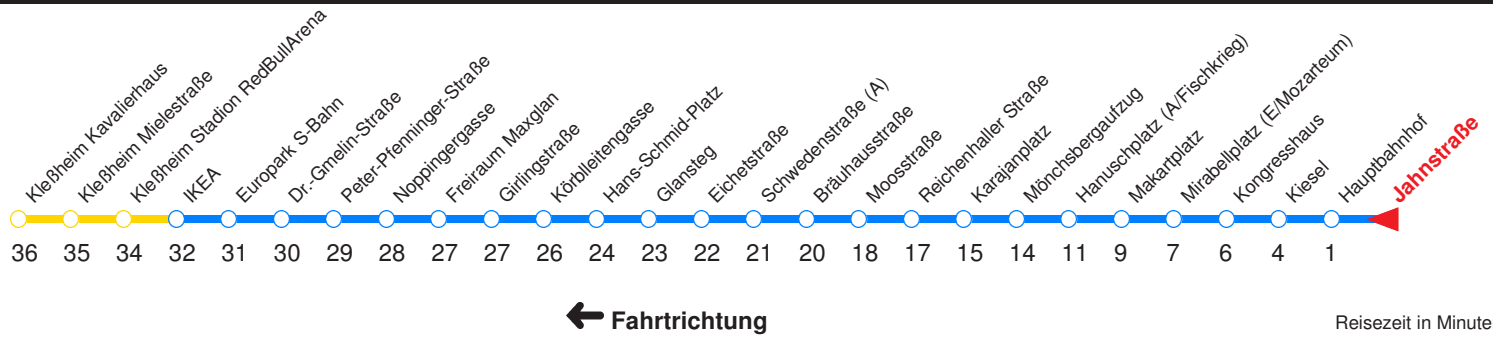 Kleßheim Kavalierhaus
Kleßheim Mielestraße
Kleßheim Stadion RedBullArena
IKEA
Europark S-Bahn
Dr.-Gmelin-Straße
Peter-Pfenninger-Straße
Noppingergasse
Freiraum Maxglan
Girlingstraße
Körblleitengasse
Hans-Schmid-Platz
Glansteg
Eichetstraße
Schwedenstraße (A)
Bräuhausstraße
Moosstraße
Reichenhaller Straße
Karajanplatz
Mönchsbergaufzug
Hanuschplatz (A/Fischkrieg)
Makartplatz
Mirabellplatz (E/Mozarteum)
Kongresshaus
Kiesel
Hauptbahnhof
Jahnstraße
36 35 34 32 31 30 29 28 27 27 26 24 23 22 21 20 18 17 15 14 11 9 7 6 4 1
Fahrtrichtung
Reisezeit in Minute